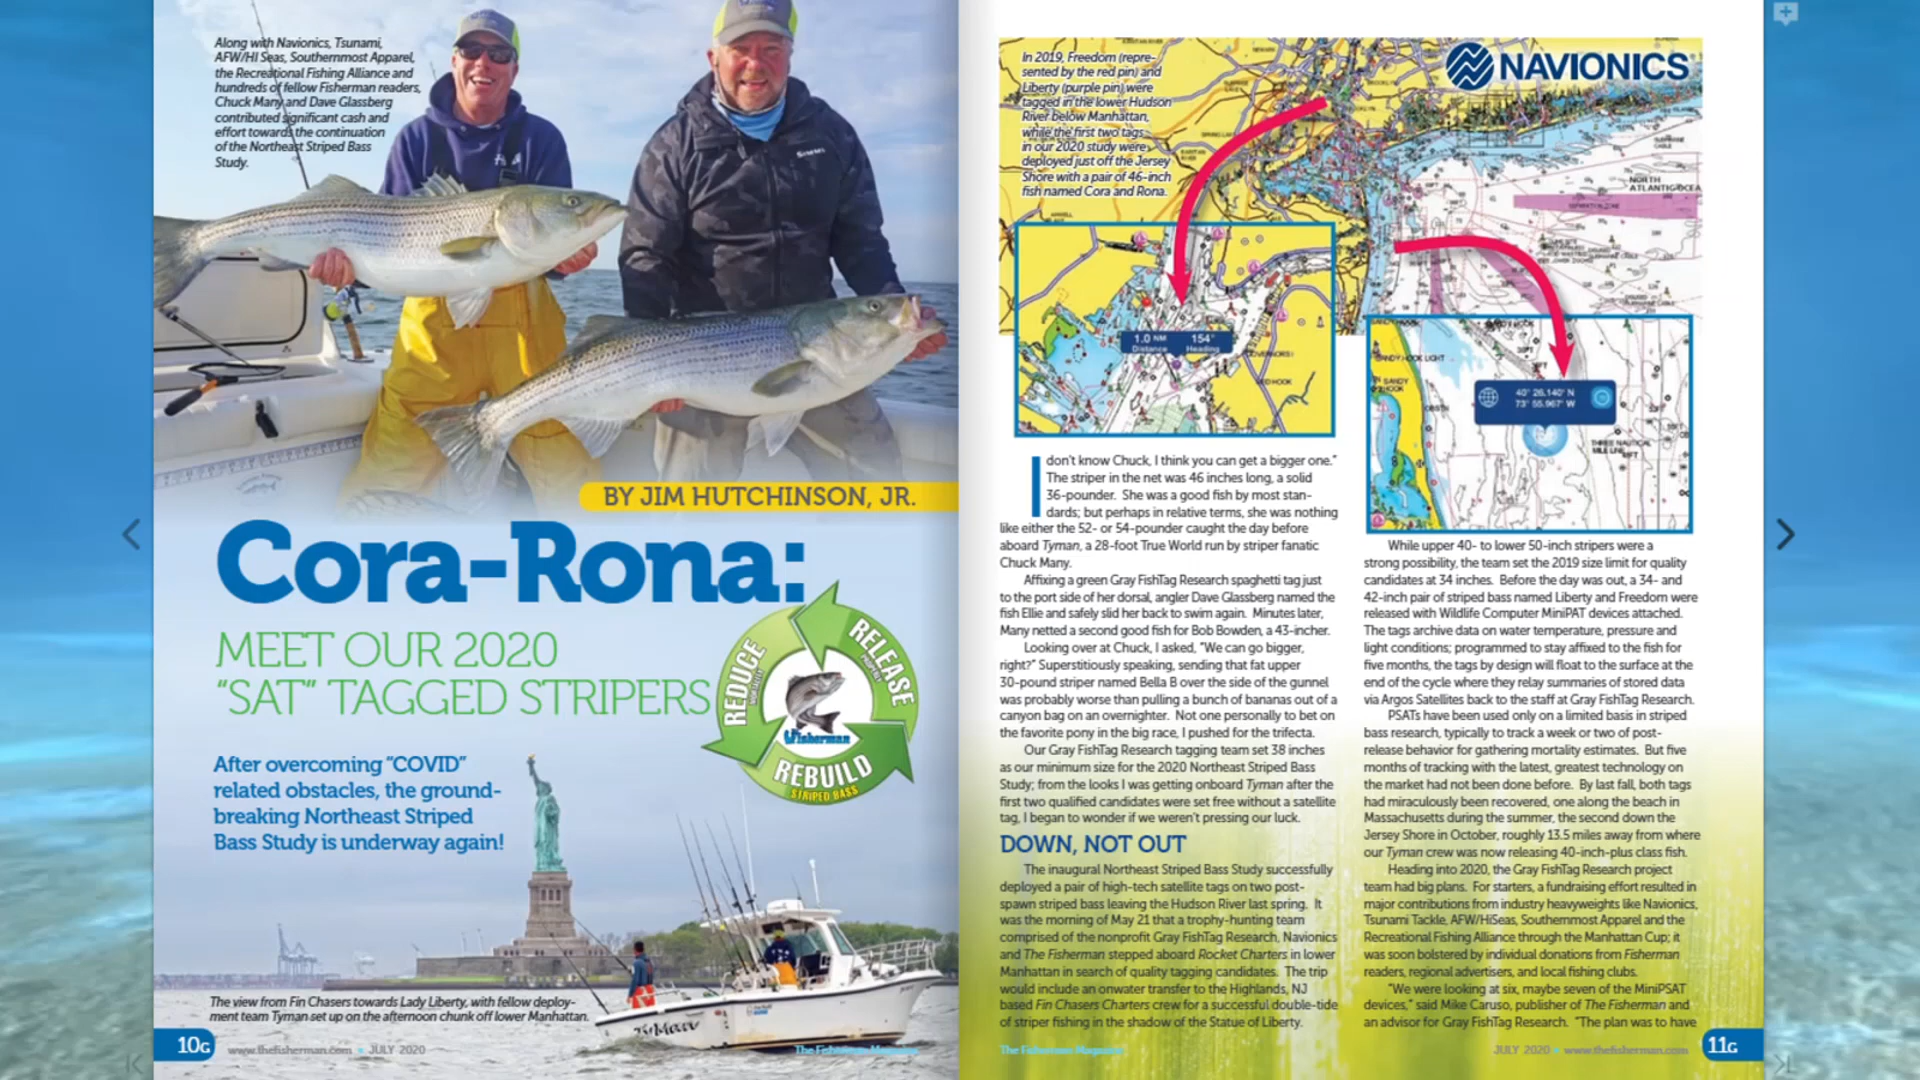 Along with Navionics, Tsunami,
AFW/HI Seas, Southernmost Apparel,
the Recreational Fishing Alliance and
hundreds of fellow Fisherman readers,
Chuck Many and Dave Glassberg
contributed significant cash and
effort towards the continuation
of the Northeast Striped Bass
Study.
BY JIM HUTCHINSON, JR.
Cora-Rona:
MEET OUR 2020
“SAT” TAGGED STRIPERS
REDUCE
RELEASE
REBUILD
STRIPED BASS
Fisherman
After overcoming “COVID”
related obstacles, the ground-
breaking Northeast Striped
Bass Study is underway again!
The view from Fin Chasers towards Lady Liberty, with fellow deploy-
ment team Tyman set up on the afternoon chunk off lower Manhattan.
10G
www.thefisherman.com • JULY 2020
The Fisherman Magazine
In 2019, Freedom (repre-
sented by the red pin) and
Liberty (purple pin) were
tagged in the lower Hudson
River below Manhattan,
while the first two tags
in our 2020 study were
deployed just off the Jersey
Shore with a pair of 46-inch
fish named Cora and Rona.
NAVIONICS
NORTH
1.0 NM 154°
Distance Heading
SANDY HOOK LIGHT
SANDY
HOOK
40° 26.140' N
73° 55.967' W
THREE NAUTICAL
MILE LINE
I don’t know Chuck, I think you can get a bigger one.”
The striper in the net was 46 inches long, a solid
36-pounder. She was a good fish by most stan-
dards; but perhaps in relative terms, she was nothing
like either the 52- or 54-pounder caught the day before
aboard Tyman, a 28-foot True World run by striper fanatic
Chuck Many.
Affixing a green Gray FishTag Research spaghetti tag just
to the port side of her dorsal, angler Dave Glassberg named the
fish Ellie and safely slid her back to swim again. Minutes later,
Many netted a second good fish for Bob Bowden, a 43-incher.
Looking over at Chuck, I asked, “We can go bigger,
right?” Superstitiously speaking, sending that fat upper
30-pound striper named Bella B over the side of the gunnel
was probably worse than pulling a bunch of bananas out of a
canyon bag on an overnighter. Not one personally to bet on
the favorite pony in the big race, I pushed for the trifecta.
Our Gray FishTag Research tagging team set 38 inches
as our minimum size for the 2020 Northeast Striped Bass
Study; from the looks I was getting onboard Tyman after the
first two qualified candidates were set free without a satellite
tag, I began to wonder if we weren’t pressing our luck.
DOWN, NOT OUT
The inaugural Northeast Striped Bass Study successfully
deployed a pair of high-tech satellite tags on two post-
spawn striped bass leaving the Hudson River last spring. It
was the morning of May 21 that a trophy-hunting team
comprised of the nonprofit Gray FishTag Research, Navionics
and The Fisherman stepped aboard Rocket Charters in lower
Manhattan in search of quality tagging candidates. The trip
would include an onwater transfer to the Highlands, NJ
based Fin Chasers Charters crew for a successful double-tide
of striper fishing in the shadow of the Statue of Liberty.
While upper 40- to lower 50-inch stripers were a
strong possibility, the team set the 2019 size limit for quality
candidates at 34 inches. Before the day was out, a 34- and
42-inch pair of striped bass named Liberty and Freedom were
released with Wildlife Computer MiniPAT devices attached.
The tags archive data on water temperature, pressure and
light conditions; programmed to stay affixed to the fish for
five months, the tags by design will float to the surface at the
end of the cycle where they relay summaries of stored data
via Argos Satellites back to the staff at Gray FishTag Research.
PSATs have been used only on a limited basis in striped
bass research, typically to track a week or two of post-
release behavior for gathering mortality estimates. But five
months of tracking with the latest, greatest technology on
the market had not been done before. By last fall, both tags
had miraculously been recovered, one along the beach in
Massachusetts during the summer, the second down the
Jersey Shore in October, roughly 13.5 miles away from where
our Tyman crew was now releasing 40-inch-plus class fish.
Heading into 2020, the Gray FishTag Research project
team had big plans. For starters, a fundraising effort resulted in
major contributions from industry heavyweights like Navionics,
Tsunami Tackle, AFW/HiSeas, Southernmost Apparel and the
Recreational Fishing Alliance through the Manhattan Cup; it
was soon bolstered by individual donations from Fisherman
readers, regional advertisers, and local fishing clubs.
“We were looking at six, maybe seven of the MiniPSAT
devices,” said Mike Caruso, publisher of The Fisherman and
an advisor for Gray FishTag Research. “The plan was to have
The Fisherman Magazine
JULY 2020 • www.thefisherman.com
11G